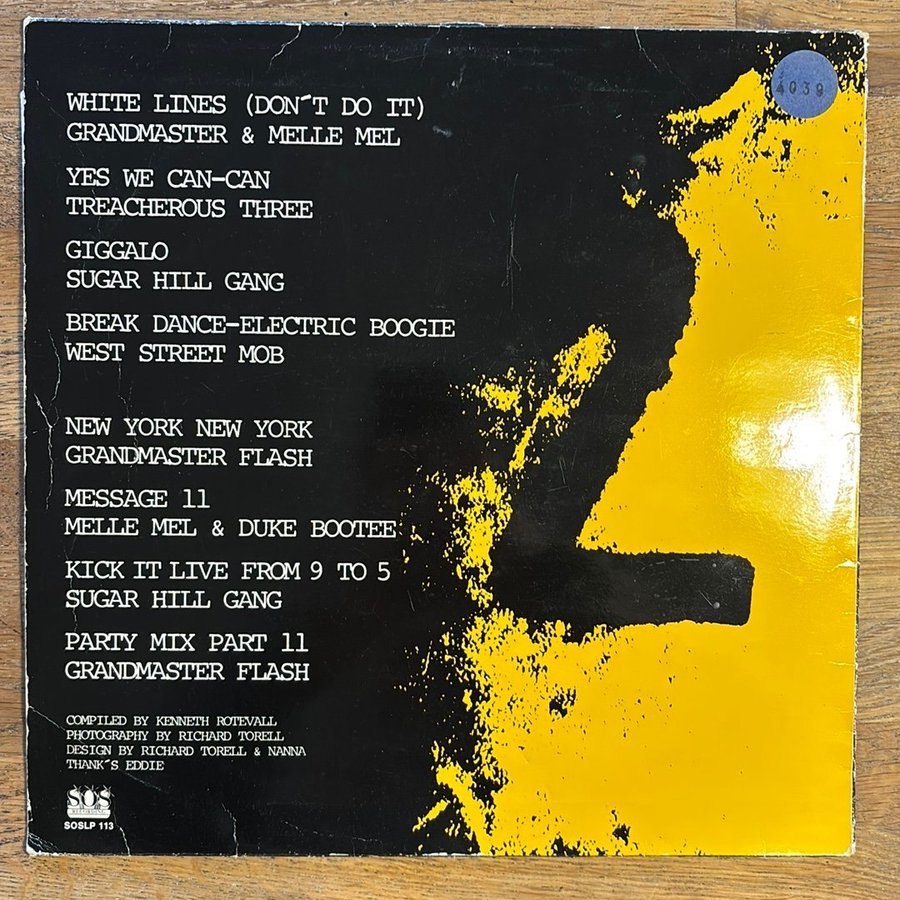 4039
WHITE LINES (DON´T DO IT)
GRANDMASTER & MELLE MEL
YES WE CAN-CAN
TREACHEROUS THREE
GIGGALO
SUGAR HILL GANG
BREAK DANCE-ELECTRIC BOOGIE
WEST STREET MOB
NEW YORK NEW YORK
GRANDMASTER FLASH
MESSAGE 11
MELLE MEL & DUKE BOOTEE
KICK IT LIVE FROM 9 TO 5
SUGAR HILL GANG
PARTY MIX PART 11
GRANDMASTER FLASH
COMPILED BY KENNETH ROTEVALL
PHOTOGRAPHY BY RICHARD TORELL
DESIGN BY RICHARD TORELL & NANNA
THANK´S EDDIE
S.O.S
RECORDING
SOSLP 113
2